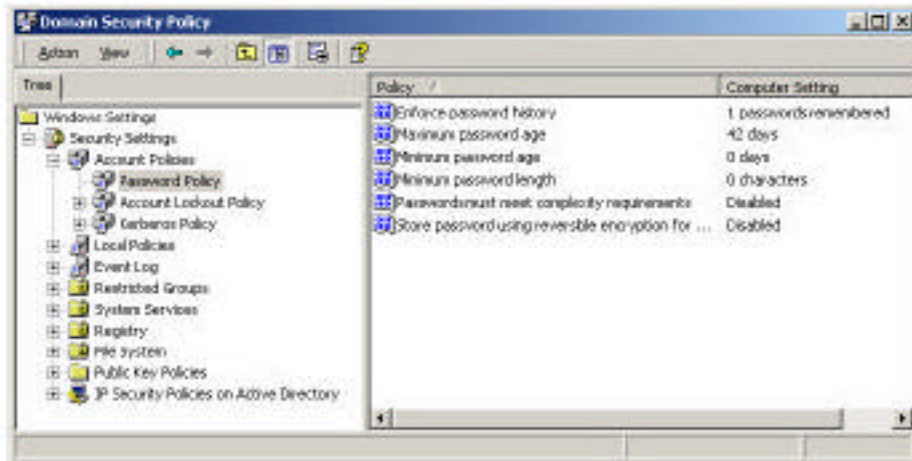 Domain Security Policy
Action View
Tree
Windows Settings
Security Settings
Account Policies
Password Policy
Account Lockout Policy
Kerberos Policy
Local Policies
Event Log
Restricted Groups
System Services
Registry
File System
Public Key Policies
IP Security Policies on Active Directory
Policy Computer Setting
Enforce password history 1 passwords remembered
Maximum password age 42 days
Minimum password age 0 days
Minimum password length 0 characters
Passwords must meet complexity requirements Disabled
Store password using reversible encryption for ... Disabled